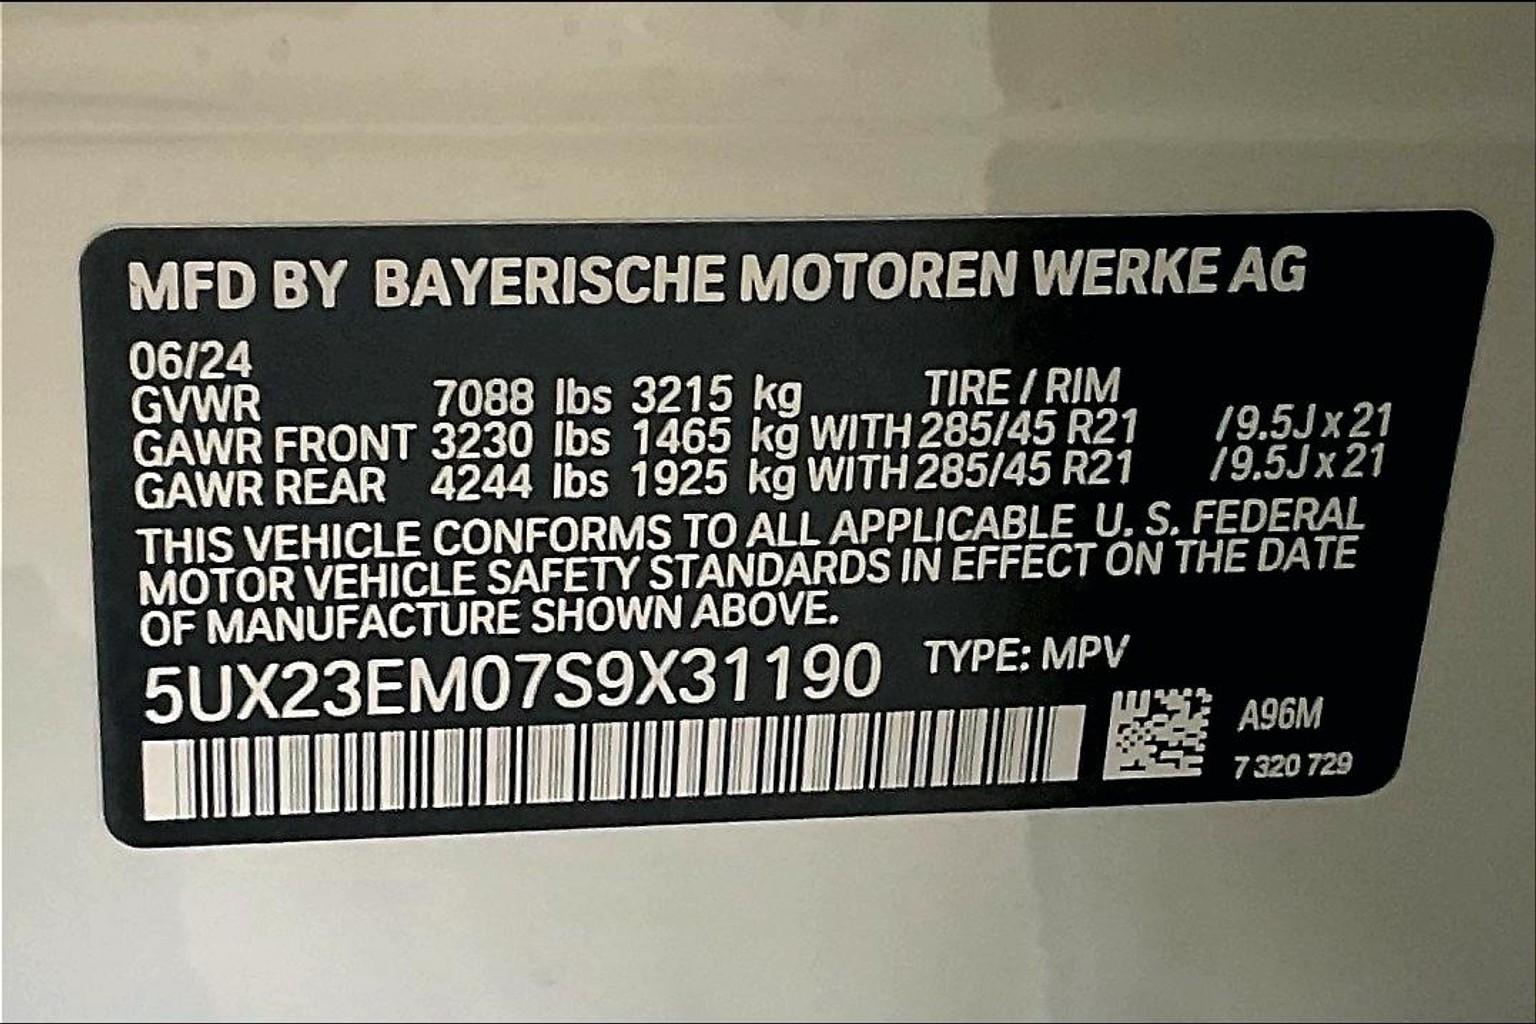 MFD BY BAYERISCHE MOTOREN WERKE AG
06/24
GVWR 7088 lbs 3215 kg TIRE / RIM
GAWR FRONT 3230 lbs 1465 kg WITH 285/45 R21 /9.5J x 21
GAWR REAR 4244 lbs 1925 kg WITH 285/45 R21 /9.5J x 21
THIS VEHICLE CONFORMS TO ALL APPLICABLE U. S. FEDERAL
MOTOR VEHICLE SAFETY STANDARDS IN EFFECT ON THE DATE
OF MANUFACTURE SHOWN ABOVE.
5UX23EM07S9X31190 TYPE: MPV
A96M
7 320 729